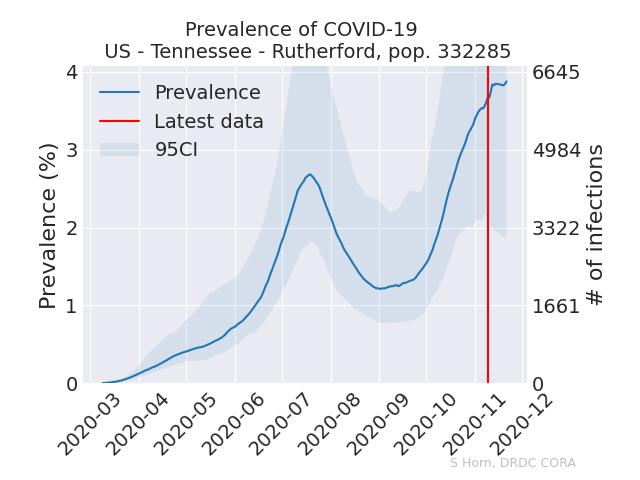 Prevalence of COVID-19
US - Tennessee - Rutherford, pop. 332285
Prevalence
Latest data
95CI
Prevalence (%)
4
3
2
1
0
6645
4984
3322
1661
0
# of infections
2020-03
2020-04
2020-05
2020-06
2020-07
2020-08
2020-09
2020-10
2020-11
2020-12
S Horn, DRDC CORA